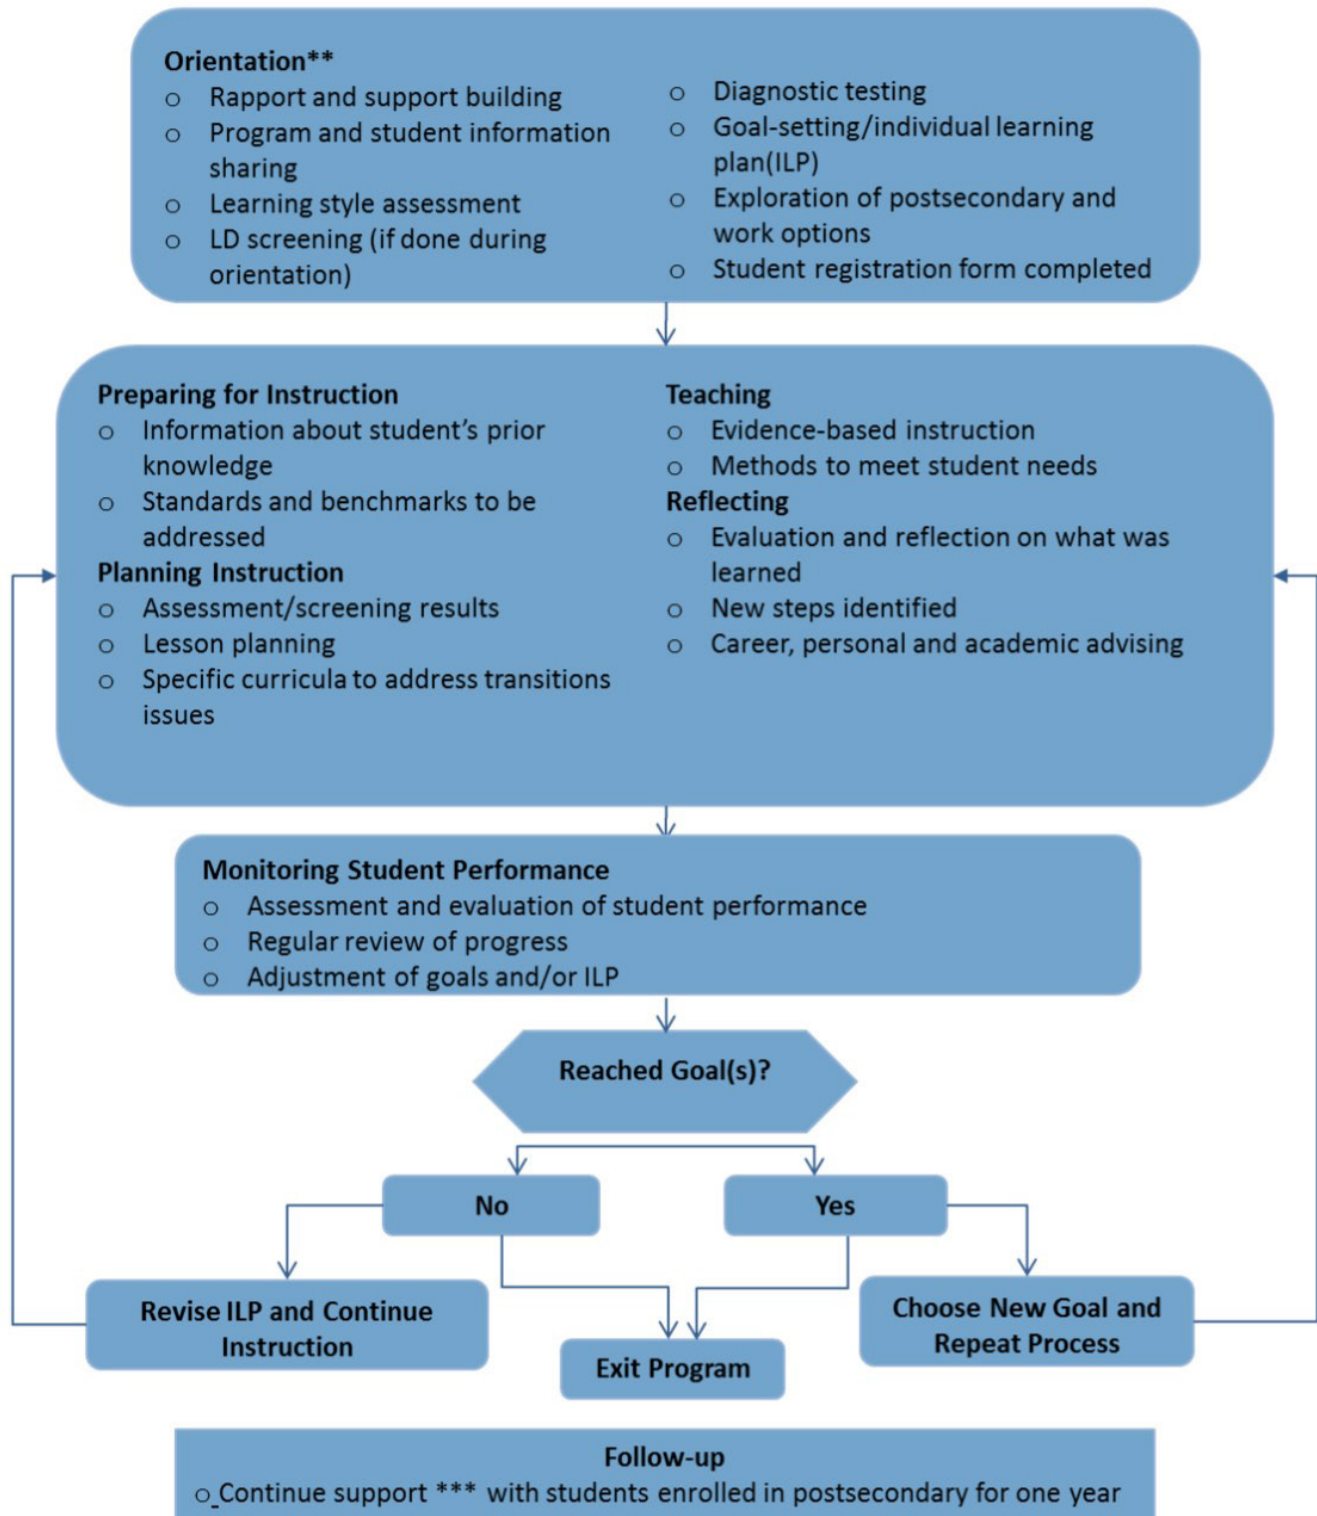 Orientation**
o Rapport and support building
o Program and student information
sharing
o Learning style assessment
o LD screening (if done during
orientation)
o Diagnostic testing
o Goal-setting/individual learning
plan(ILP)
o Exploration of postsecondary and
work options
o Student registration form completed
Preparing for Instruction
o Information about student’s prior
knowledge
o Standards and benchmarks to be
addressed
Planning Instruction
o Assessment/screening results
o Lesson planning
o Specific curricula to address transitions
issues
Teaching
o Evidence-based instruction
o Methods to meet student needs
Reflecting
o Evaluation and reflection on what was
learned
o New steps identified
o Career, personal and academic advising
Monitoring Student Performance
o Assessment and evaluation of student performance
o Regular review of progress
o Adjustment of goals and/or ILP
Reached Goal(s)?
No
Yes
Revise ILP and Continue
Instruction
Exit Program
Choose New Goal and
Repeat Process
Follow-up
o Continue support *** with students enrolled in postsecondary for one year